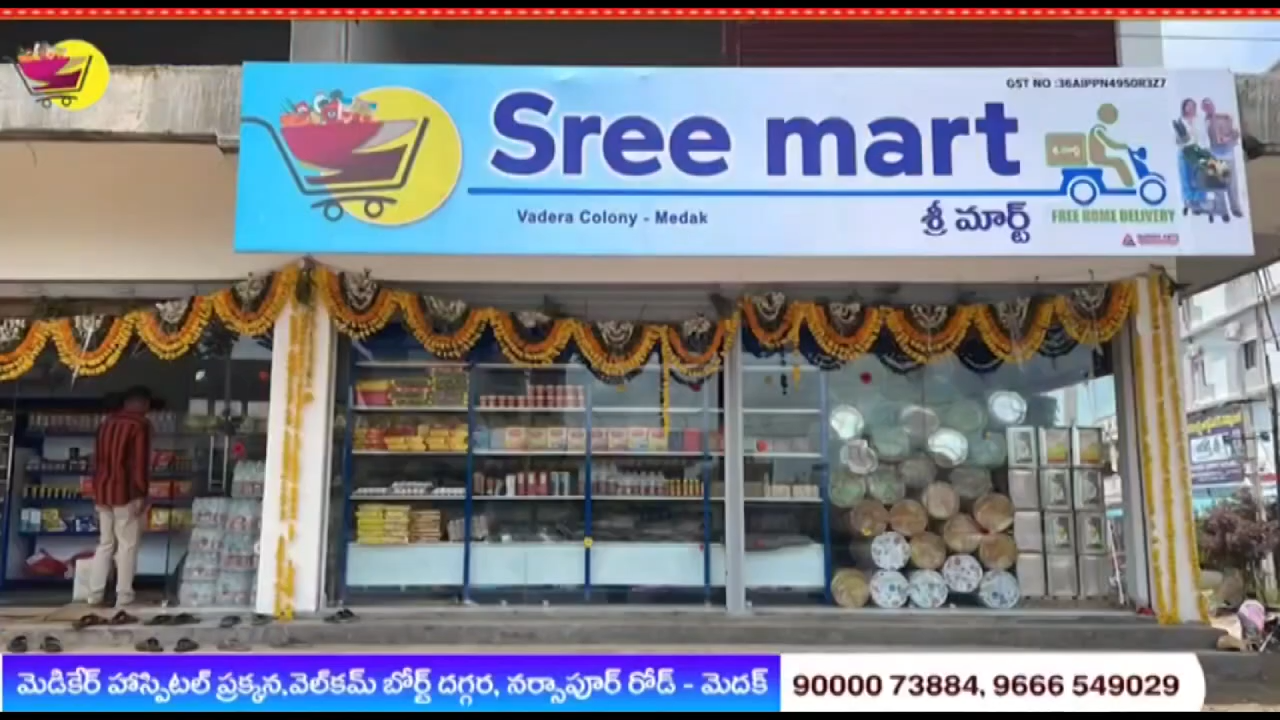 GST NO :36AIPPN4950R3Z7
Sree mart
Vadera Colony - Medak
శ్రీ మార్ట్
FREE HOME DELIVERY
మెడికేర్ హాస్పిటల్ ప్రక్కన,వెల్‌కమ్ బోర్డ్ దగ్గర, నర్సాపూర్ రోడ్ - మెదక్
90000 73884, 9666 549029